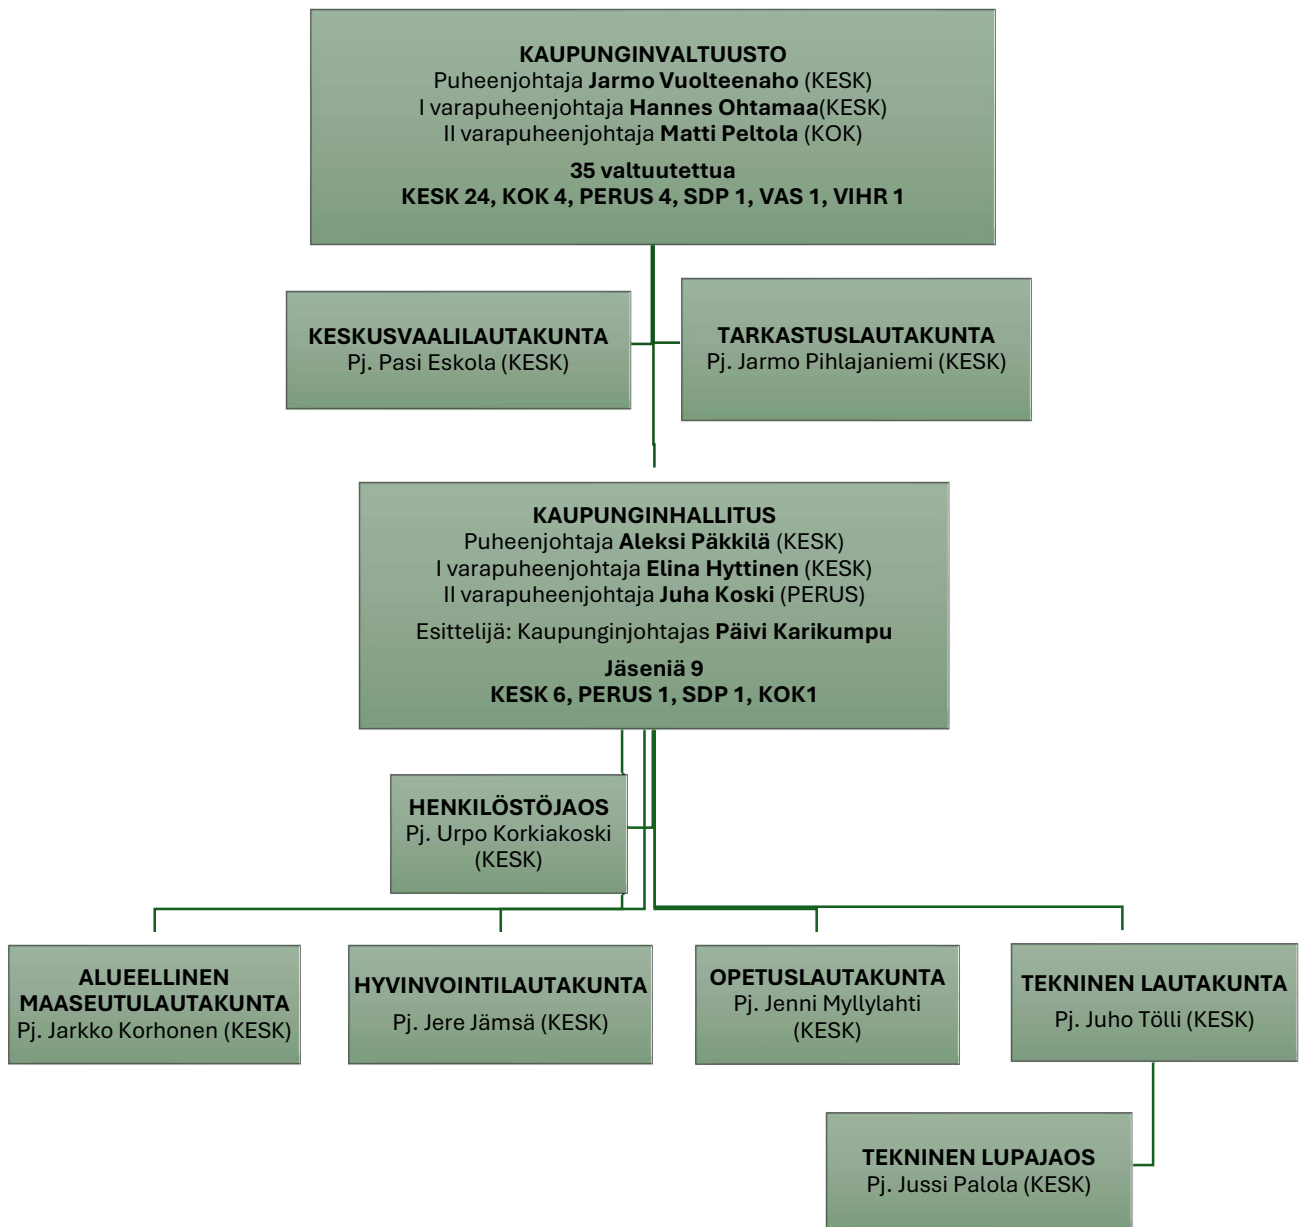 KAUPUNGINVALTUUSTO
Puheenjohtaja Jarmo Vuolteenaho (KESK)
I varapuheenjohtaja Hannes Ohtamaa(KESK)
II varapuheenjohtaja Matti Peltola (KOK)
35 valtuutettua
KESK 24, KOK 4, PERUS 4, SDP 1, VAS 1, VIHR 1
KESKUSVAALILAUTAKUNTA
Pj. Pasi Eskola (KESK)
TARKASTUSLAUTAKUNTA
Pj. Jarmo Pihlajaniemi (KESK)
KAUPUNGINHALLITUS
Puheenjohtaja Aleksi Päkkilä (KESK)
I varapuheenjohtaja Elina Hyttinen (KESK)
II varapuheenjohtaja Juha Koski (PERUS)
Esittelijä: Kaupunginjohtajas Päivi Karikumpu
Jäseniä 9
KESK 6, PERUS 1, SDP 1, KOK1
HENKILÖSTÖJAOS
Pj. Urpo Korkiakoski
(KESK)
ALUEELLINEN
MAASEUTULAUTAKUNTA
Pj. Jarkko Korhonen (KESK)
HYVINVOINTILAUTAKUNTA
Pj. Jere Jämsä (KESK)
OPETUSLAUTAKUNTA
Pj. Jenni Myllylahti
(KESK)
TEKNINEN LAUTAKUNTA
Pj. Juho Tölli (KESK)
TEKNINEN LUPAJAOS
Pj. Jussi Palola (KESK)